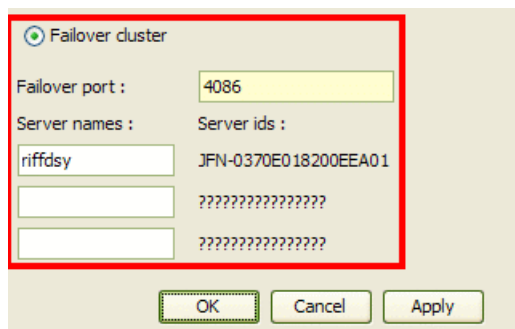 Failover cluster
Failover port : 4086
Server names : Server ids :
riffdsy JFN-0370E018200EEA01
????????????????
????????????????
OK Cancel Apply